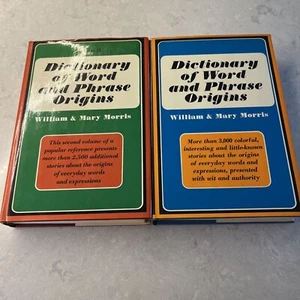 Dictionary
of Word
and Phrase
Origins
William & Mary Morris
This second volume of a
popular reference presents
more than 2,500 additional
stories about the origins
of everyday words
and expressions
Dictionary
of Word
and Phrase
Origins
William & Mary Morris
More than 3,000 colorful,
interesting and little-known
stories about the origins
of everyday words and
expressions, presented
with wit and authority